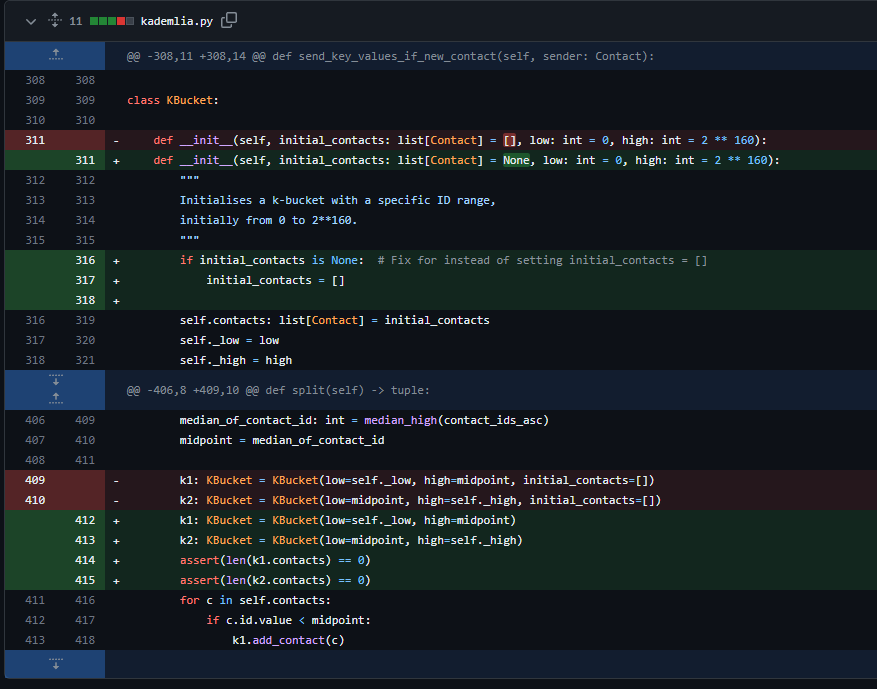 11 kademlia.py
@@ -308,11 +308,14 @@ def send_key_values_if_new_contact(self, sender: Contact):
308 308
309 309 class KBucket:
310 310
311 - def __init__(self, initial_contacts: list[Contact] = [], low: int = 0, high: int = 2 ** 160):
311 + def __init__(self, initial_contacts: list[Contact] = None, low: int = 0, high: int = 2 ** 160):
312 312 """
313 313 Initialises a k-bucket with a specific ID range,
314 314 initially from 0 to 2**160.
315 315 """
316 + if initial_contacts is None:  # Fix for instead of setting initial_contacts = []
317 + initial_contacts = []
318 +
316 319 self.contacts: list[Contact] = initial_contacts
317 320 self._low = low
318 321 self._high = high
@@ -406,8 +409,10 @@ def split(self) -> tuple:
406 409 median_of_contact_id: int = median_high(contact_ids_asc)
407 410 midpoint = median_of_contact_id
408 411
409 - k1: KBucket = KBucket(low=self._low, high=midpoint, initial_contacts=[])
410 - k2: KBucket = KBucket(low=midpoint, high=self._high, initial_contacts=[])
412 + k1: KBucket = KBucket(low=self._low, high=midpoint)
413 + k2: KBucket = KBucket(low=midpoint, high=self._high)
414 + assert(len(k1.contacts) == 0)
415 + assert(len(k2.contacts) == 0)
411 416 for c in self.contacts:
412 417 if c.id.value < midpoint:
413 418 k1.add_contact(c)